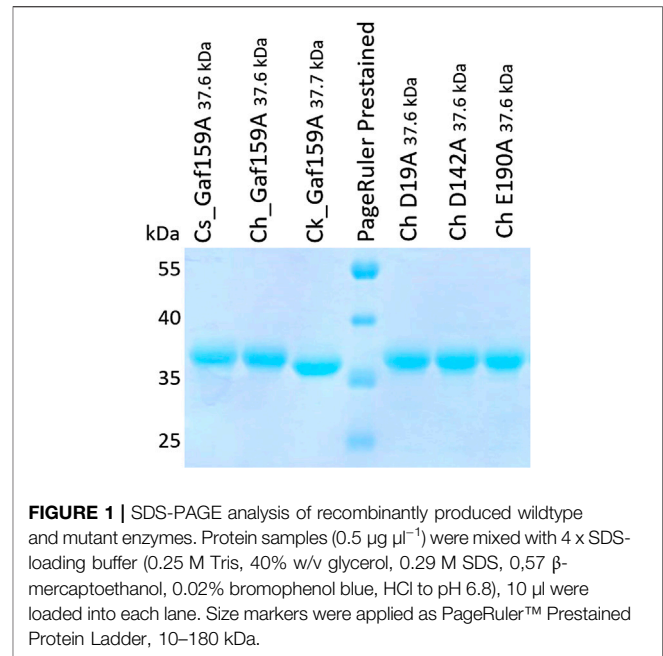 Cs_Gaf159A 37.6 kDa
Ch_Gaf159A 37.6 kDa
Ck_Gaf159A 37.7 kDa
PageRuler Prestained
Ch D19A 37.6 kDa
Ch D142A 37.6 kDa
Ch E190A 37.6 kDa
kDa
55
40
35
25
FIGURE 1 | SDS-PAGE analysis of recombinantly produced wildtype
and mutant enzymes. Protein samples (0.5 µg µl⁻¹) were mixed with 4 x SDS-
loading buffer (0.25 M Tris, 40% w/v glycerol, 0.29 M SDS, 0,57 β-
mercaptoethanol, 0.02% bromophenol blue, HCl to pH 6.8), 10 µl were
loaded into each lane. Size markers were applied as PageRuler™ Prestained
Protein Ladder, 10–180 kDa.